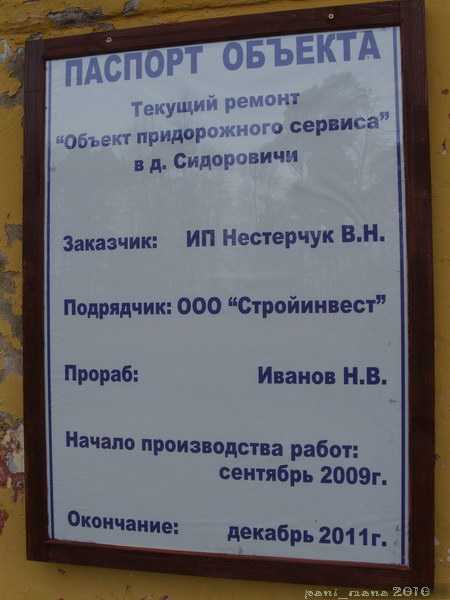 ПАСПОРТ ОБЪЕКТА
Текущий ремонт
“Объект придорожного сервиса”
в д. Сидоровичи
Заказчик: ИП Нестерчук В.Н.
Подрядчик: ООО “Стройинвест”
Прораб: Иванов Н.В.
Начало производства работ:
сентябрь 2009г.
Окончание: декабрь 2011г.
pani_niana 2010